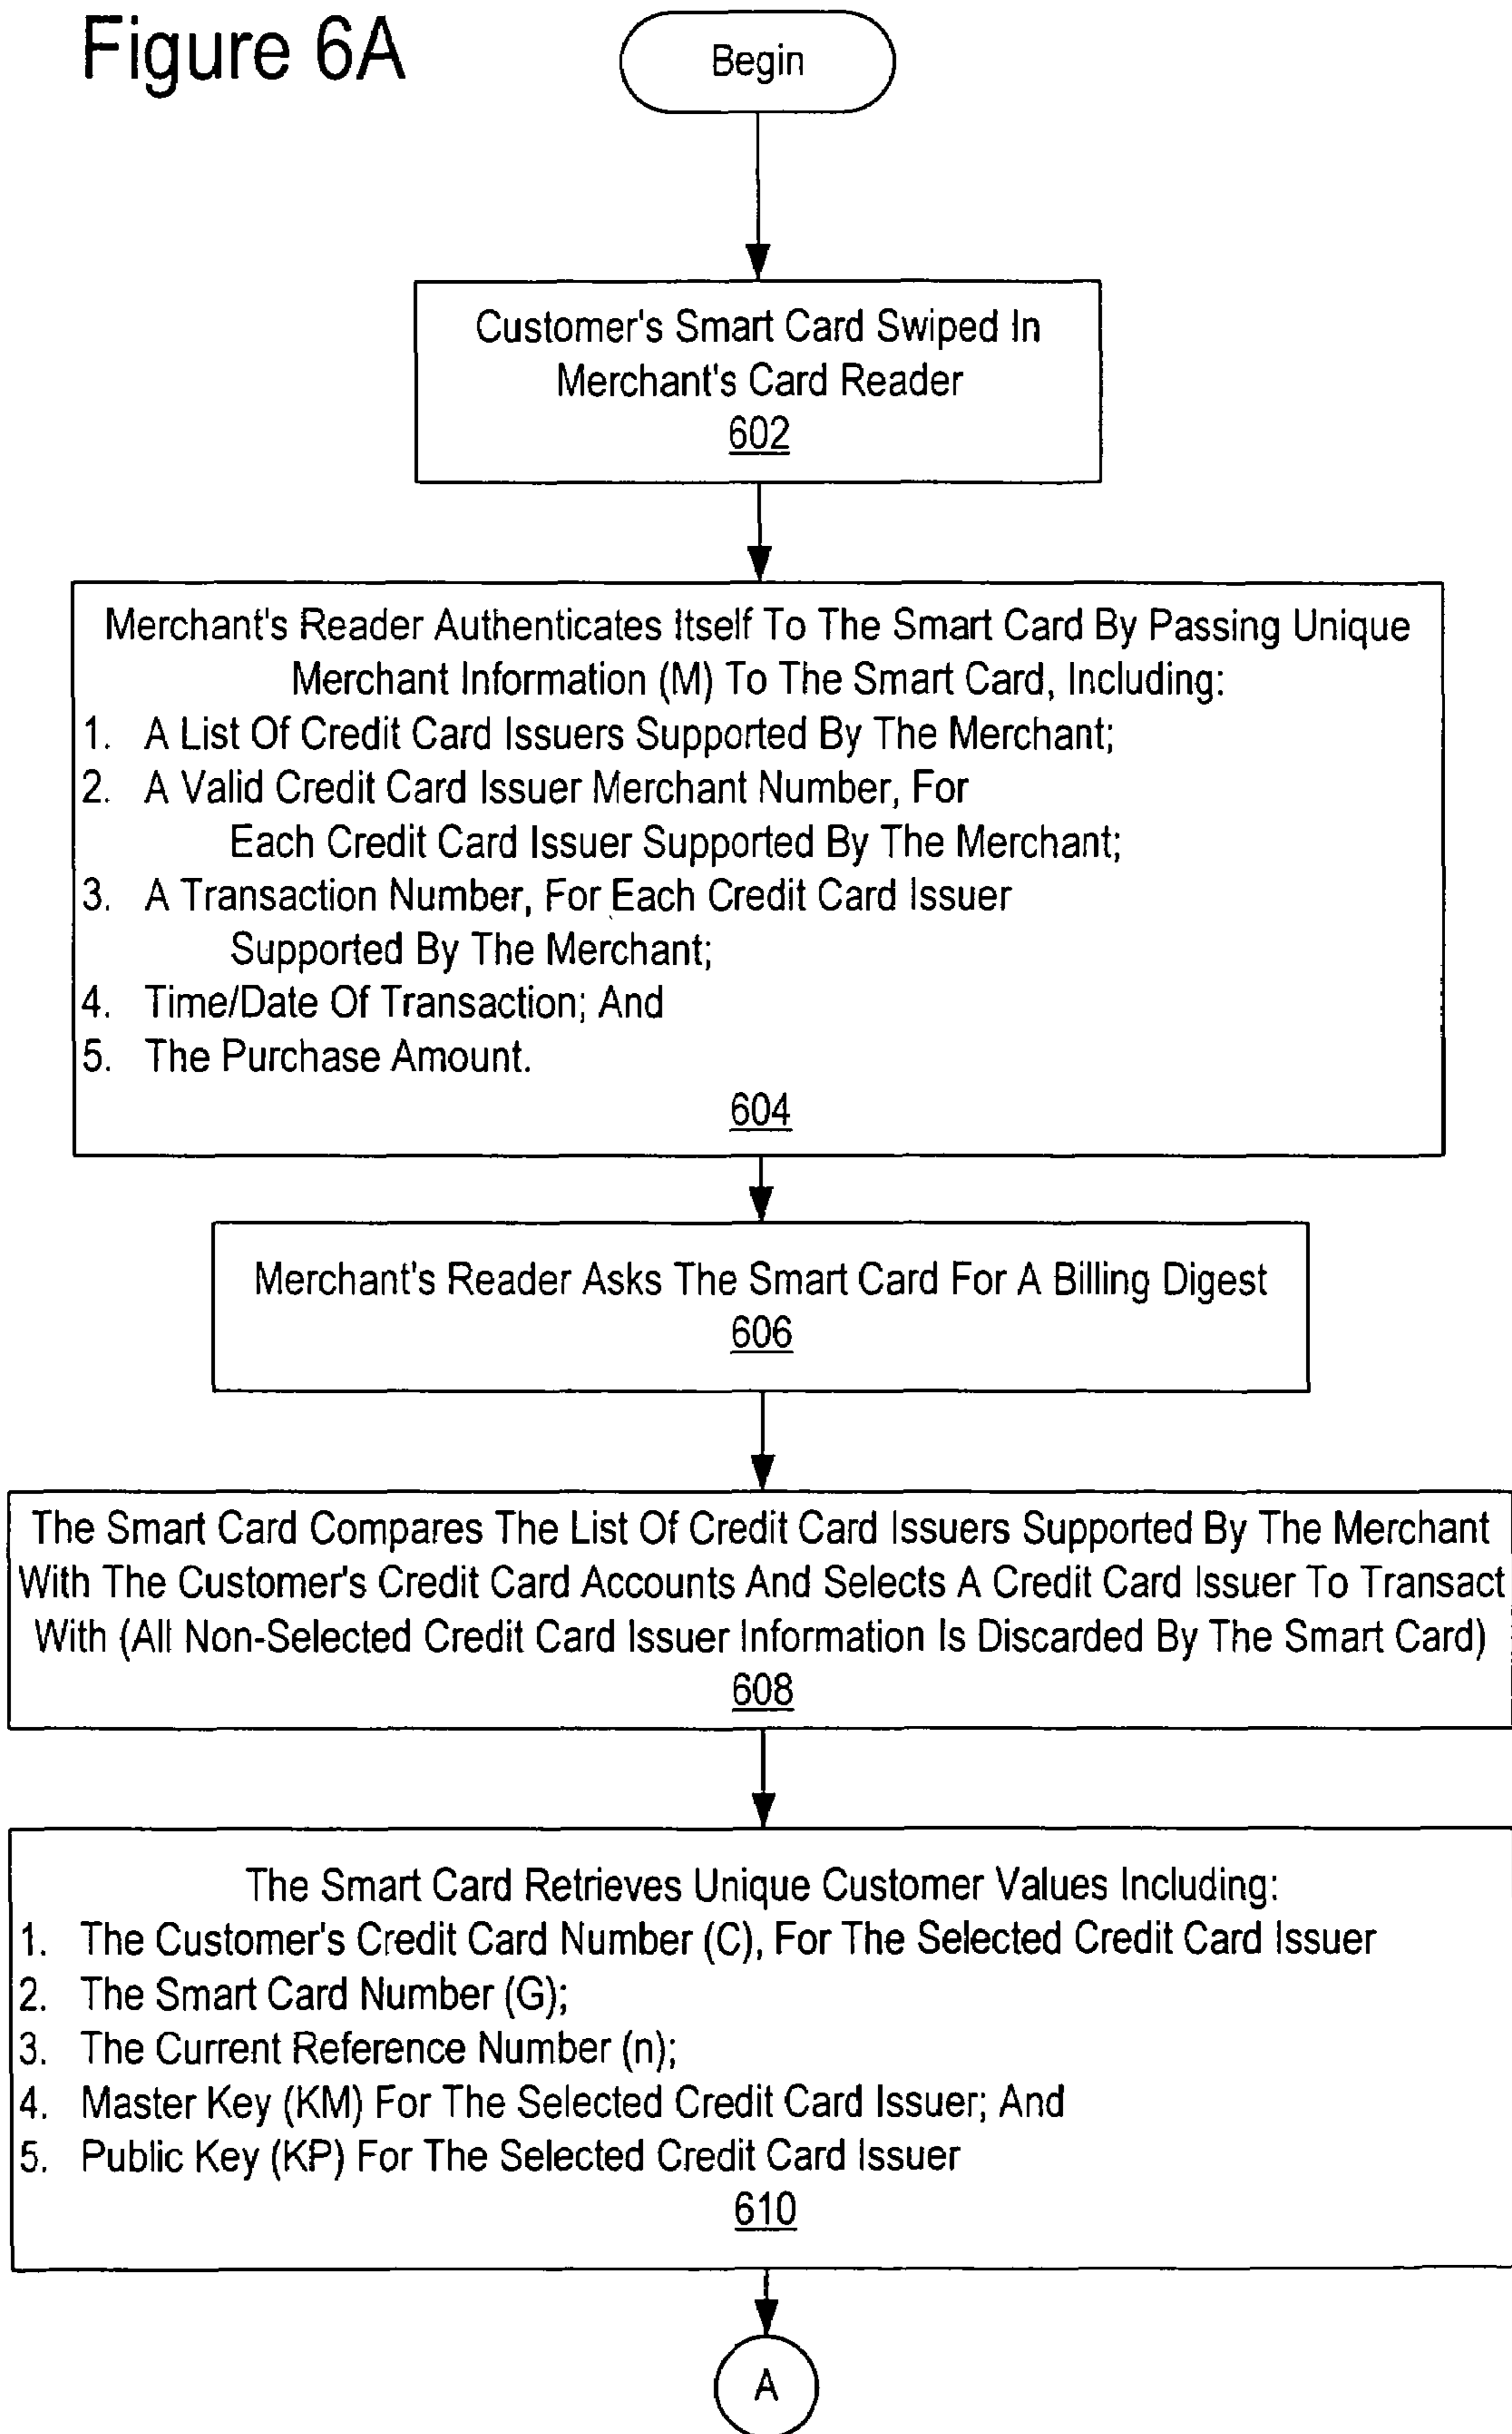 Figure 6A
Begin
Customer's Smart Card Swiped In
Merchant's Card Reader
602
Merchant's Reader Authenticates Itself To The Smart Card By Passing Unique
Merchant Information (M) To The Smart Card, Including:
1. A List Of Credit Card Issuers Supported By The Merchant;
2. A Valid Credit Card Issuer Merchant Number, For
Each Credit Card Issuer Supported By The Merchant;
3. A Transaction Number, For Each Credit Card Issuer
Supported By The Merchant;
4. Time/Date Of Transaction; And
5. The Purchase Amount.
604
Merchant's Reader Asks The Smart Card For A Billing Digest
606
The Smart Card Compares The List Of Credit Card Issuers Supported By The Merchant
With The Customer's Credit Card Accounts And Selects A Credit Card Issuer To Transact
With (All Non-Selected Credit Card Issuer Information Is Discarded By The Smart Card)
608
The Smart Card Retrieves Unique Customer Values Including:
1. The Customer's Credit Card Number (C), For The Selected Credit Card Issuer
2. The Smart Card Number (G);
3. The Current Reference Number (n);
4. Master Key (KM) For The Selected Credit Card Issuer; And
5. Public Key (KP) For The Selected Credit Card Issuer
610
A